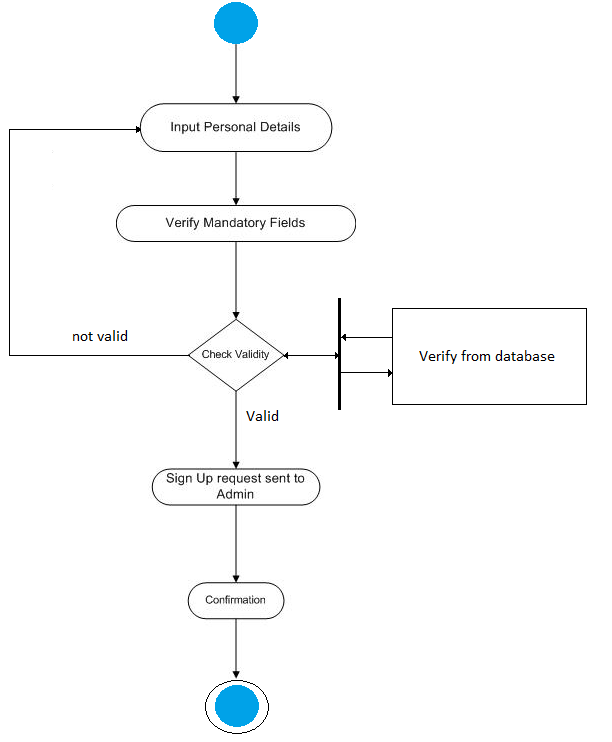 Input Personal Details
Verify Mandatory Fields
not valid
Check Validity
Verify from database
Valid
Sign Up request sent to
Admin
Confirmation